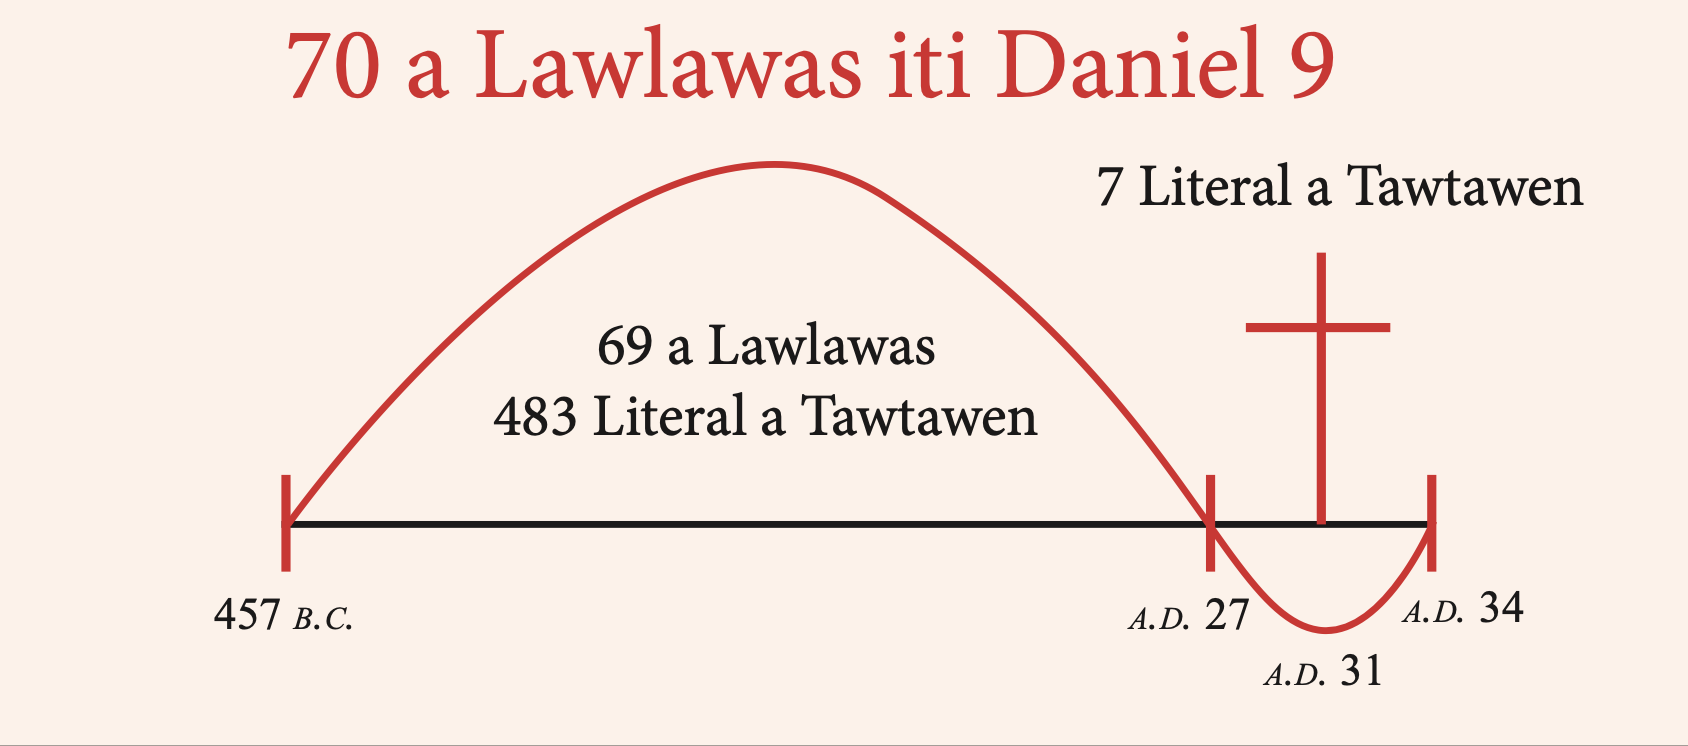 70 a Lawlawas iti Daniel 9
7 Literal a Tawtawen
69 a Lawlawas
483 Literal a Tawtawen
457 B.C.
A.D. 27
A.D. 34
A.D. 31